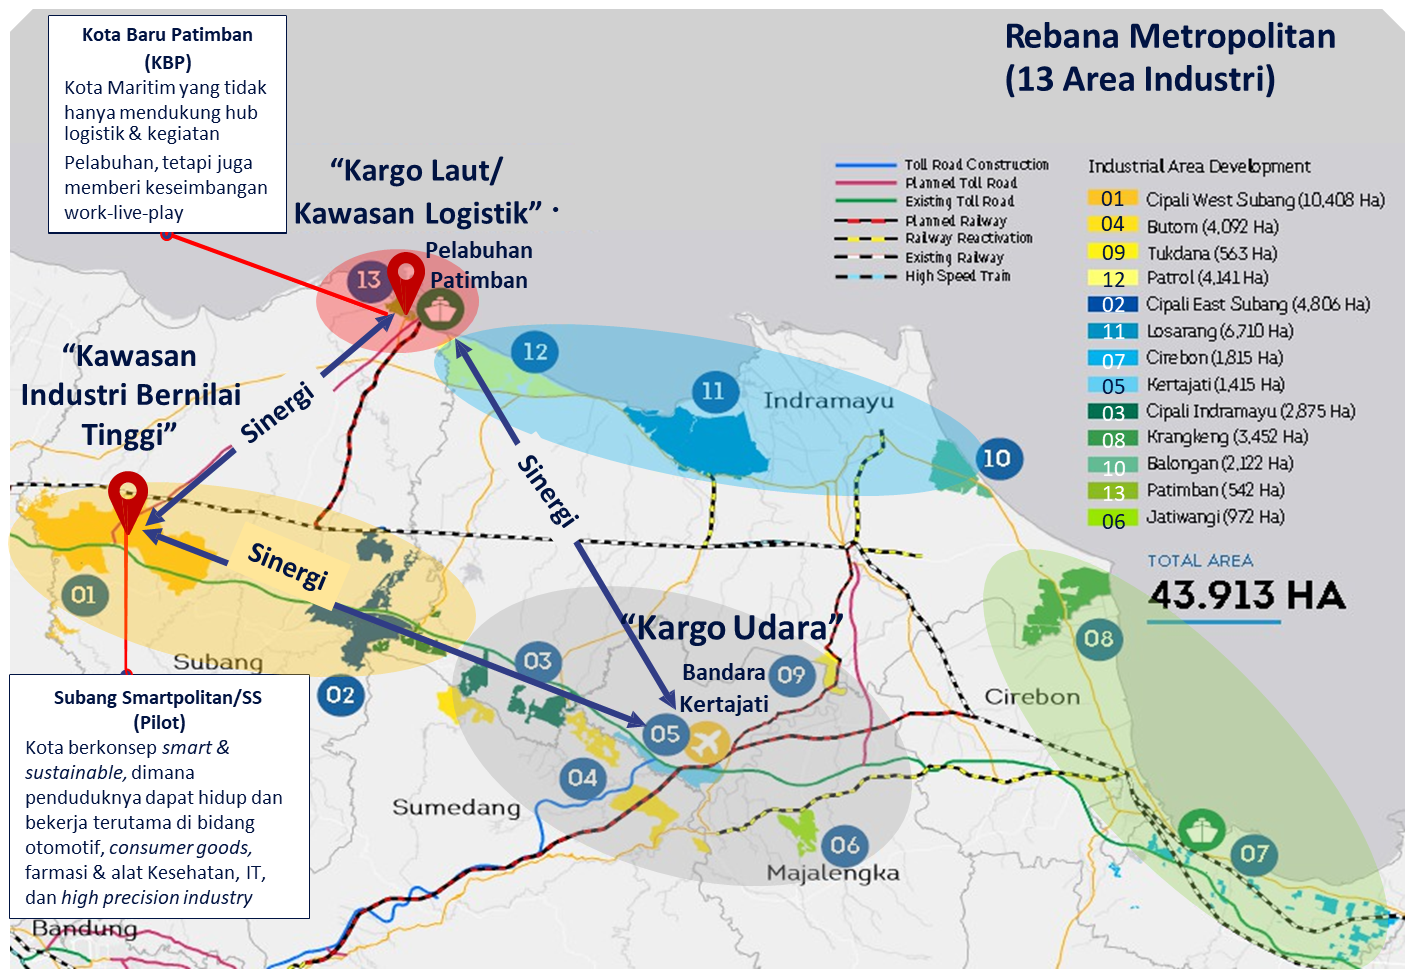 Kota Baru Patimban
(KBP)
Kota Maritim yang tidak
hanya mendukung hub
logistik & kegiatan
Pelabuhan, tetapi juga
memberi keseimbangan
work-live-play
Rebana Metropolitan
(13 Area Industri)
“Kargo Laut/
Kawasan Logistik”
Pelabuhan
Patimban
13
Toll Road Construction
Planned Toll Road
Existing Toll Road
Planned Railway
Railway Reactivation
Existing Railway
High Speed Train
Industrial Area Development
01 Cipali West Subang (10,408 Ha)
04 Butom (4,092 Ha)
09 Tukdana (563 Ha)
12 Patrol (4,141 Ha)
02 Cipali East Subang (4,806 Ha)
11 Losarang (6,710 Ha)
07 Cirebon (1,815 Ha)
05 Kertajati (1,415 Ha)
03 Cipali Indramayu (2,875 Ha)
08 Krangkeng (3,452 Ha)
10 Balongan (2,122 Ha)
13 Patimban (542 Ha)
06 Jatiwangi (972 Ha)
TOTAL AREA
43.913 HA
“Kawasan
Industri Bernilai
Tinggi”
Sinergi
12
11
Indramayu
10
Sinergi
Sinergi
01
Subang
02
03
“Kargo Udara”
Bandara
Kertajati
09
08
Cirebon
05
04
Sumedang
06
Majalengka
07
Subang Smartpolitan/SS
(Pilot)
Kota berkonsep smart &
sustainable, dimana
penduduknya dapat hidup dan
bekerja terutama di bidang
otomotif, consumer goods,
farmasi & alat Kesehatan, IT,
dan high precision industry
Bandung